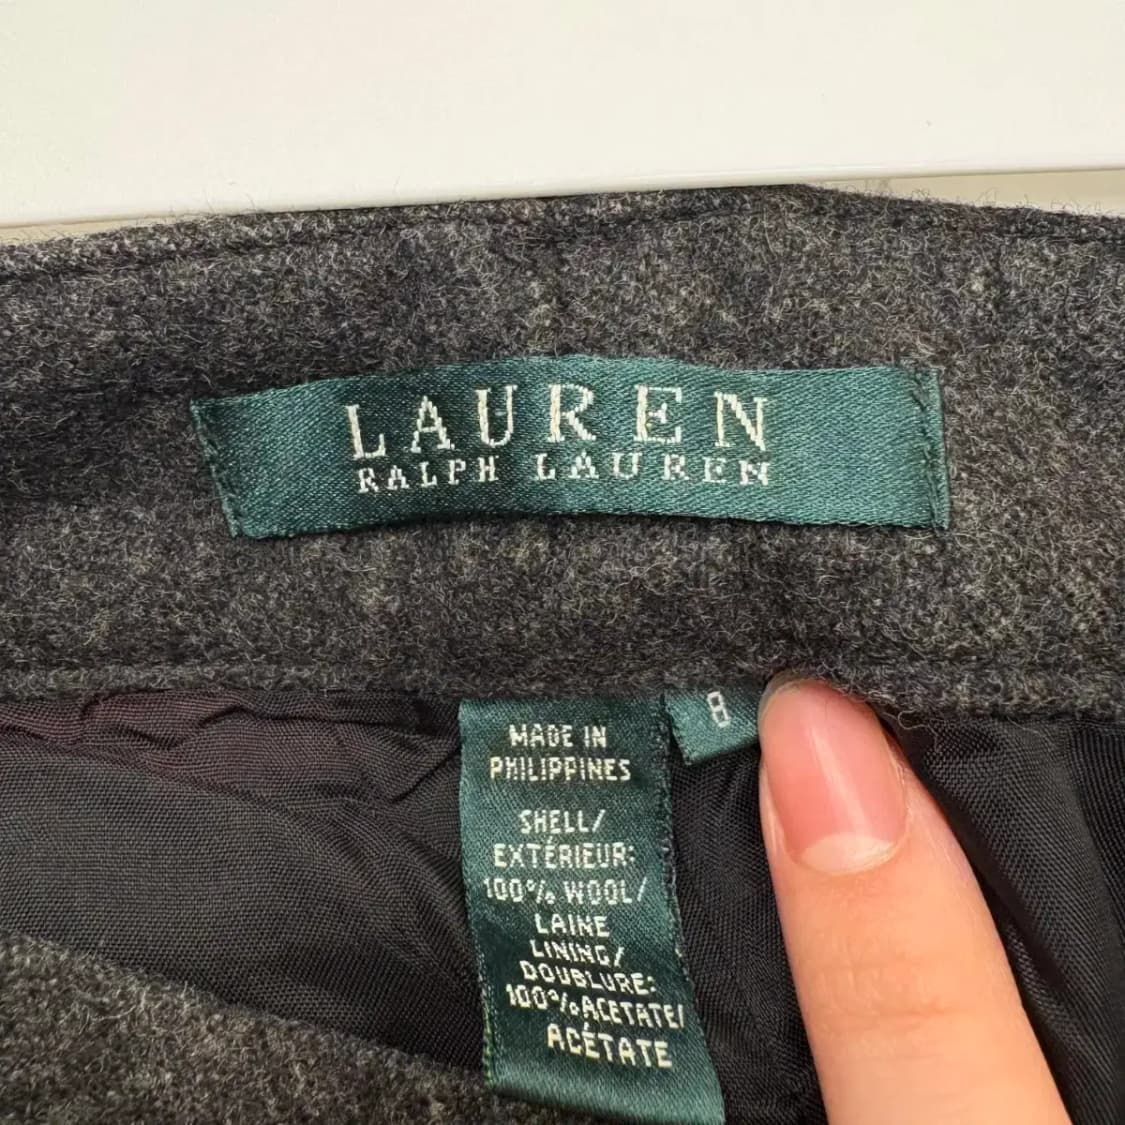 LAUREN
RALPH LAUREN
8
MADE IN
PHILIPPINES
SHELL/
EXTÉRIEUR:
100% WOOL/
LAINE
LINING/
DOUBLURE:
100% ACETATE/
ACÉTATE